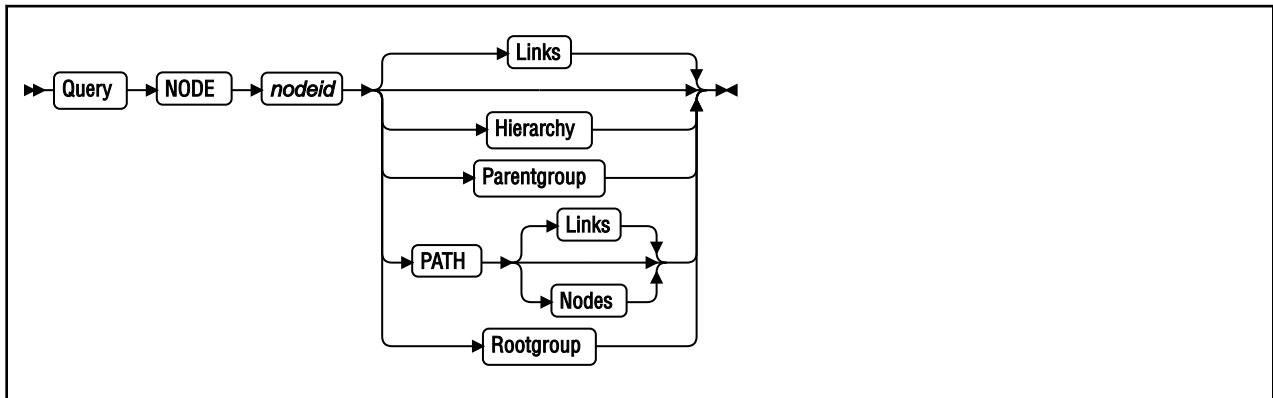 Links
Query NODE nodeid
Hierarchy
Parentgroup
Links
PATH
Nodes
Rootgroup